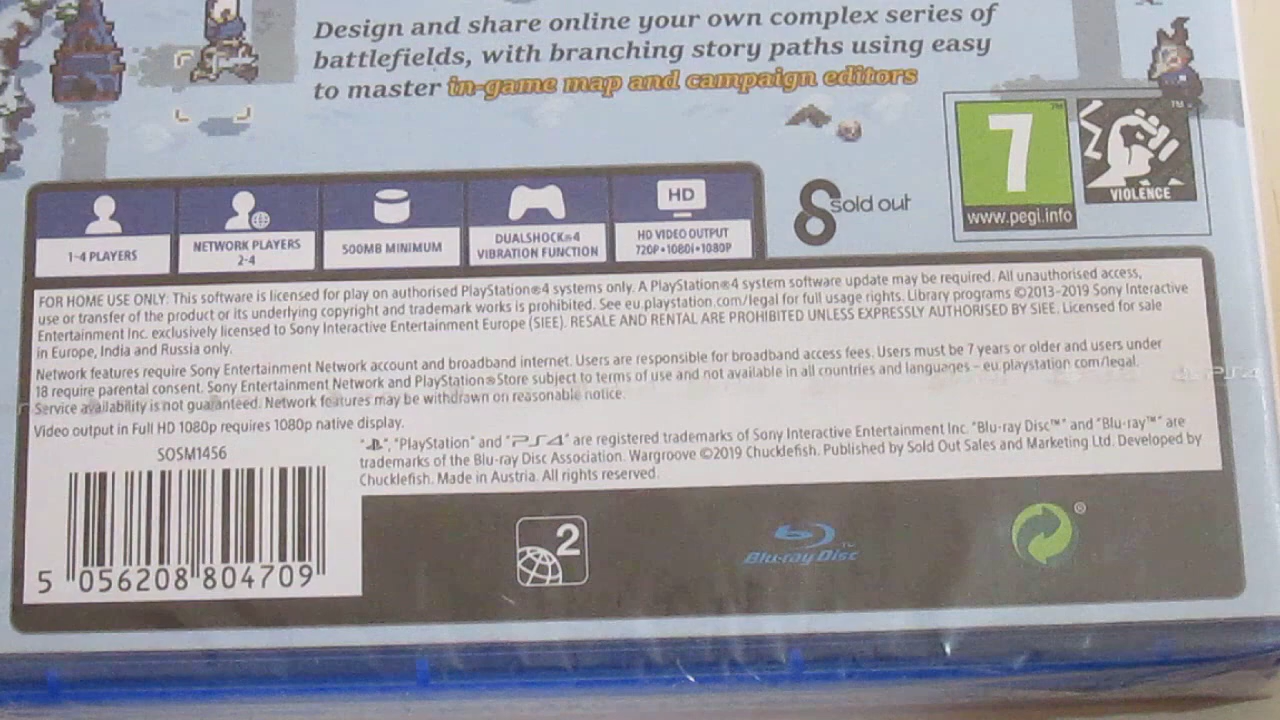 Design and share online your own complex series of
battlefields, with branching story paths using easy
to master in-game map and campaign editors
7
www.pegi.info
VIOLENCE
TM
TM
1-4 PLAYERS
NETWORK PLAYERS
2-4
500MB MINIMUM
DUALSHOCK®4
VIBRATION FUNCTION
HD
HD VIDEO OUTPUT
720P•1080i•1080P
Sold out
FOR HOME USE ONLY: This software is licensed for play on authorised PlayStation®4 systems only. A PlayStation®4 system software update may be required. All unauthorised access,
use or transfer of the product or its underlying copyright and trademark works is prohibited. See eu.playstation.com/legal for full usage rights. Library programs ©2013-2019 Sony Interactive
Entertainment Inc. exclusively licensed to Sony Interactive Entertainment Europe (SIEE). RESALE AND RENTAL ARE PROHIBITED UNLESS EXPRESSLY AUTHORISED BY SIEE. Licensed for sale
in Europe, India and Russia only.
Network features require Sony Entertainment Network account and broadband internet. Users are responsible for broadband access fees. Users must be 7 years or older and users under
18 require parental consent. Sony Entertainment Network and PlayStation®Store subject to terms of use and not available in all countries and languages – eu.playstation.com/legal.
Service availability is not guaranteed. Network features may be withdrawn on reasonable notice.
Video output in Full HD 1080p requires 1080p native display.
SOSM1456
5 056208 804709
", "PlayStation" and "PS4" are registered trademarks of Sony Interactive Entertainment Inc. "Blu-ray Disc™" and "Blu-ray™" are
trademarks of the Blu-ray Disc Association. Wargroove ©2019 Chucklefish. Published by Sold Out Sales and Marketing Ltd. Developed by
Chucklefish. Made in Austria. All rights reserved.
2
Blu-ray Disc
®
PS4